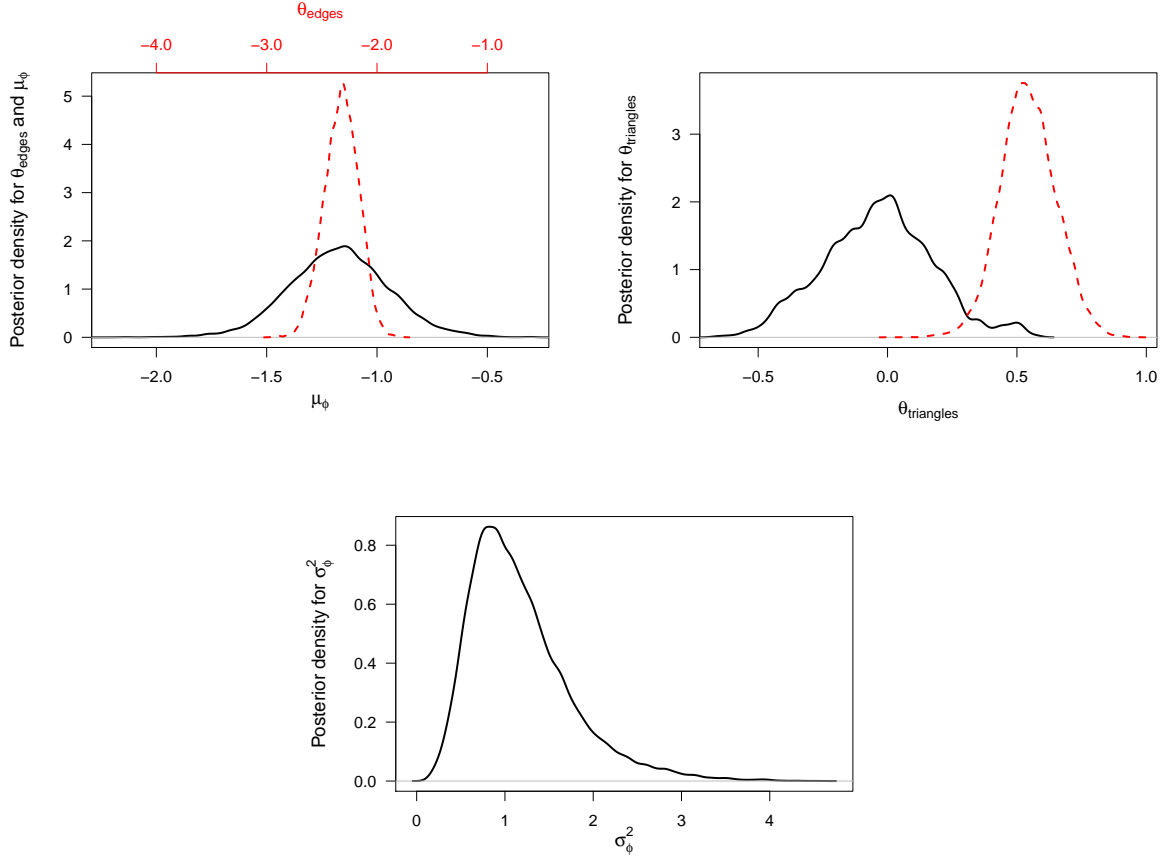 θedges
−4.0 −3.0 −2.0 −1.0
Posterior density for θedges and μϕ
5
4
3
2
1
0
−2.0 −1.5 −1.0 −0.5
μϕ
Posterior density for θtriangles
3
2
1
0
−0.5 0.0 0.5 1.0
θtriangles
Posterior density for σ²ϕ
0.8
0.6
0.4
0.2
0.0
0 1 2 3 4
σ²ϕ